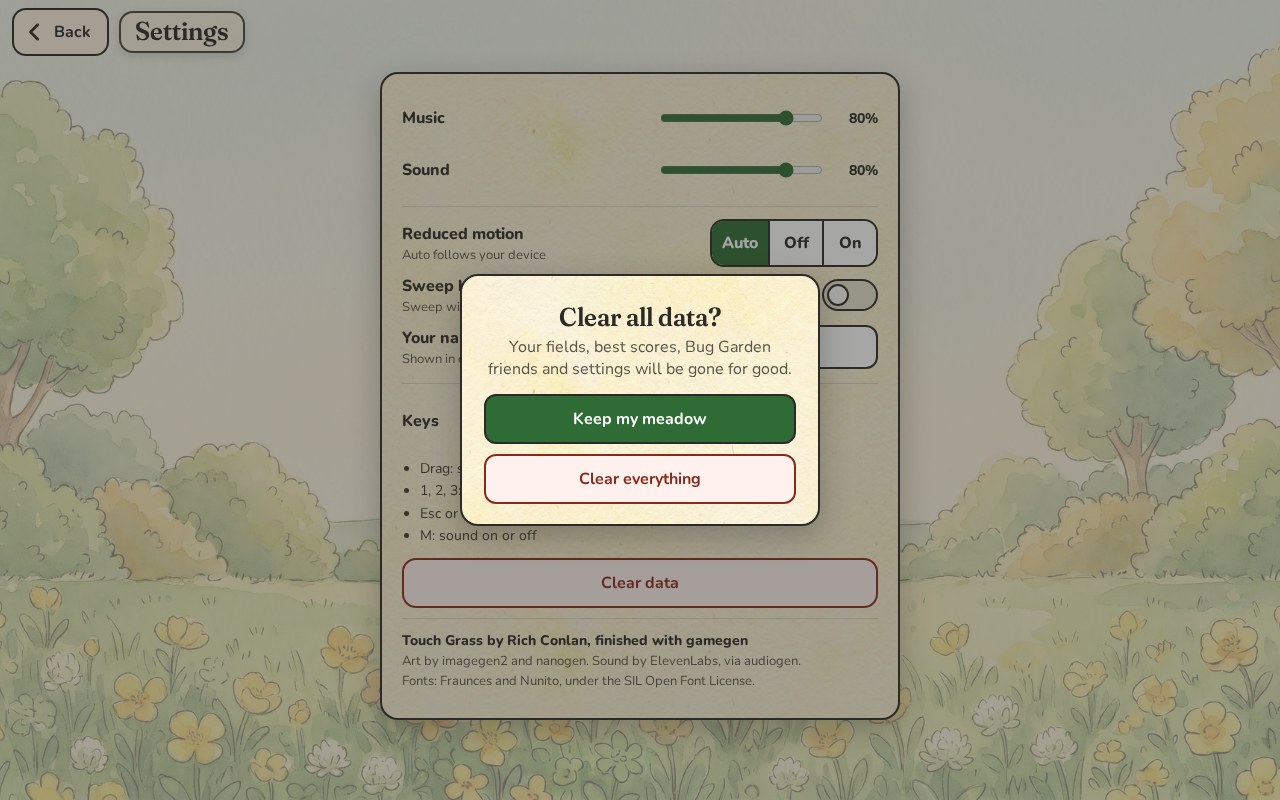 Back
Settings
Music
80%
Sound
80%
Reduced motion
Auto follows your device
Auto
Off
On
Sweep
Sweep
Your
Shown in
Clear all data?
Your fields, best scores, Bug Garden
friends and settings will be gone for good.
Keep my meadow
Clear everything
Keys
Drag:
1, 2, 3:
Esc or
M: sound on or off
Clear data
Touch Grass by Rich Conlan, finished with gamegen
Art by imagegen2 and nanogen. Sound by ElevenLabs, via audiogen.
Fonts: Fraunces and Nunito, under the SIL Open Font License.